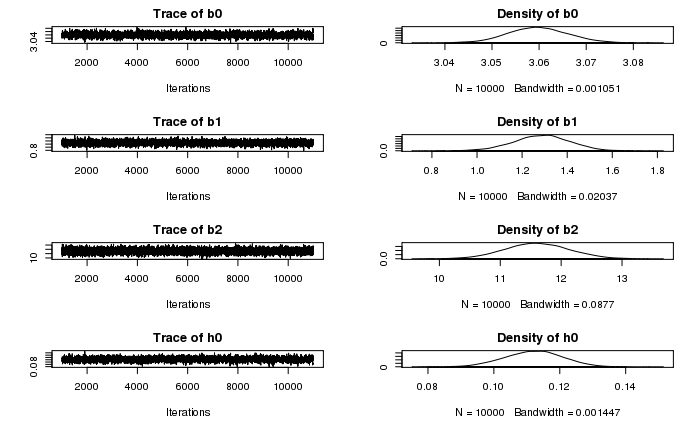 Trace of b0
3.04
2000 4000 6000 8000 10000
Iterations
Density of b0
0
3.04 3.05 3.06 3.07 3.08
N = 10000 Bandwidth = 0.001051
Trace of b1
0.8
2000 4000 6000 8000 10000
Iterations
Density of b1
0.0
0.8 1.0 1.2 1.4 1.6 1.8
N = 10000 Bandwidth = 0.02037
Trace of b2
10
2000 4000 6000 8000 10000
Iterations
Density of b2
0.0
10 11 12 13
N = 10000 Bandwidth = 0.0877
Trace of h0
0.08
2000 4000 6000 8000 10000
Iterations
Density of h0
0
0.08 0.10 0.12 0.14
N = 10000 Bandwidth = 0.001447